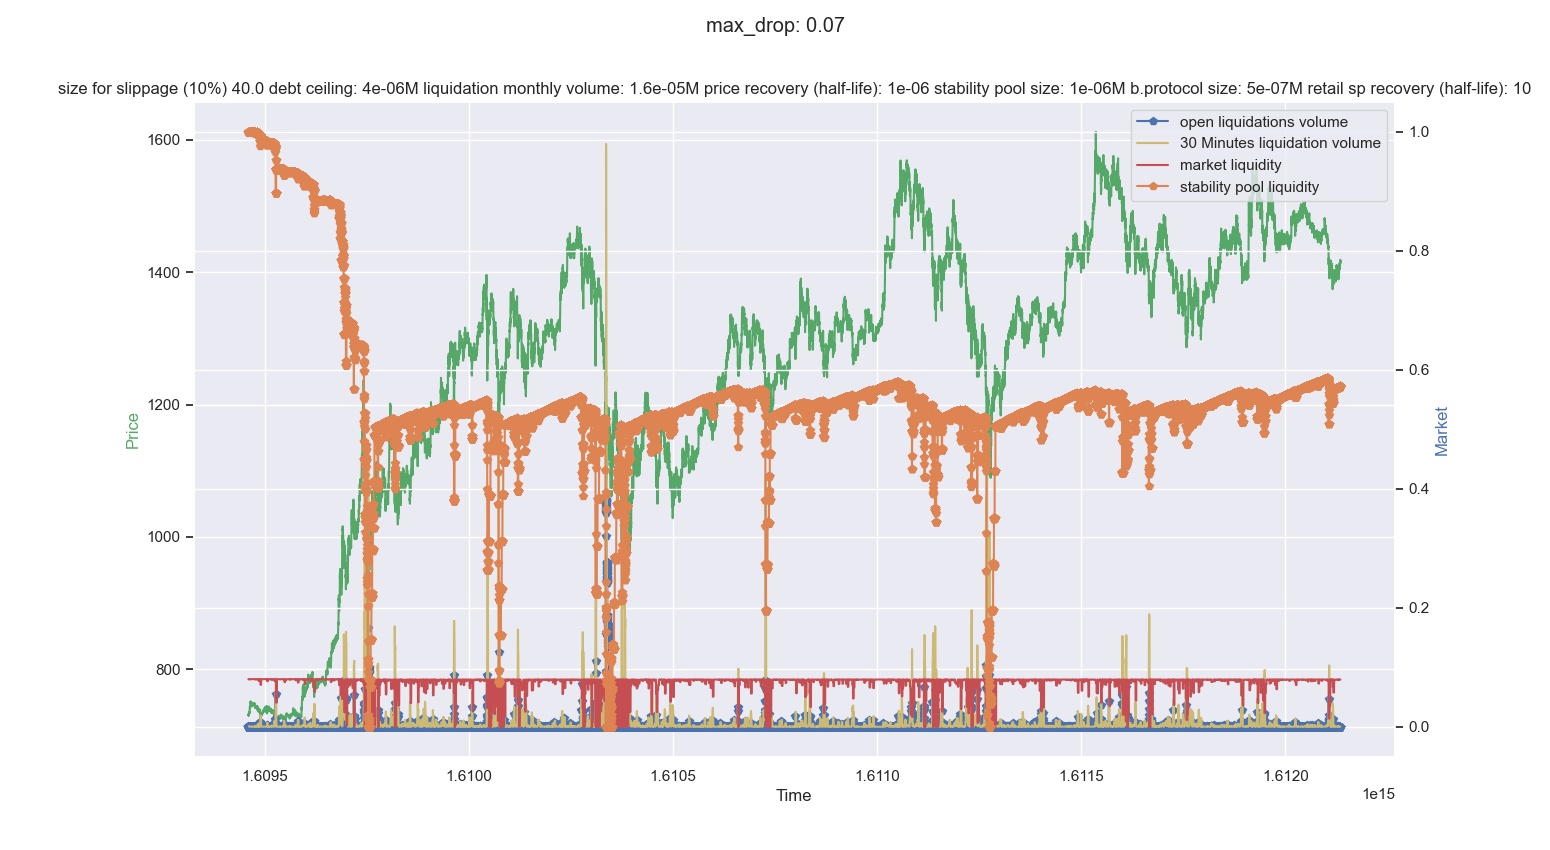 max_drop: 0.07
size for slippage (10%) 40.0 debt ceiling: 4e-06M liquidation monthly volume: 1.6e-05M price recovery (half-life): 1e-06 stability pool size: 1e-06M b.protocol size: 5e-07M retail sp recovery (half-life): 10
open liquidations volume
30 Minutes liquidation volume
market liquidity
stability pool liquidity
1600
1400
1200
1000
800
Price
1.0
0.8
0.6
0.4
0.2
0.0
Market
1.6095
1.6100
1.6105
1.6110
1.6115
1.6120
1e15
Time